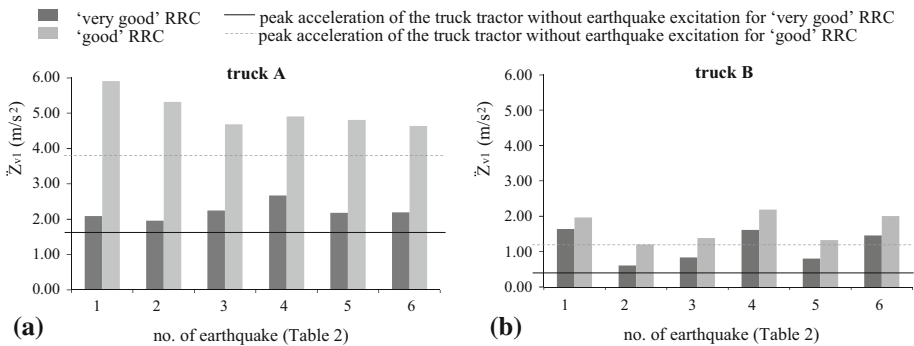 ‘very good’ RRC
peak acceleration of the truck tractor without earthquake excitation for ‘very good’ RRC
‘good’ RRC
peak acceleration of the truck tractor without earthquake excitation for ‘good’ RRC
truck A
Z̈v1 (m/s²)
6.00
5.00
4.00
3.00
2.00
1.00
0.00
1 2 3 4 5 6
(a)
no. of earthquake (Table 2)
truck B
Z̈v1 (m/s²)
6.00
5.00
4.00
3.00
2.00
1.00
0.00
1 2 3 4 5 6
(b)
no. of earthquake (Table 2)